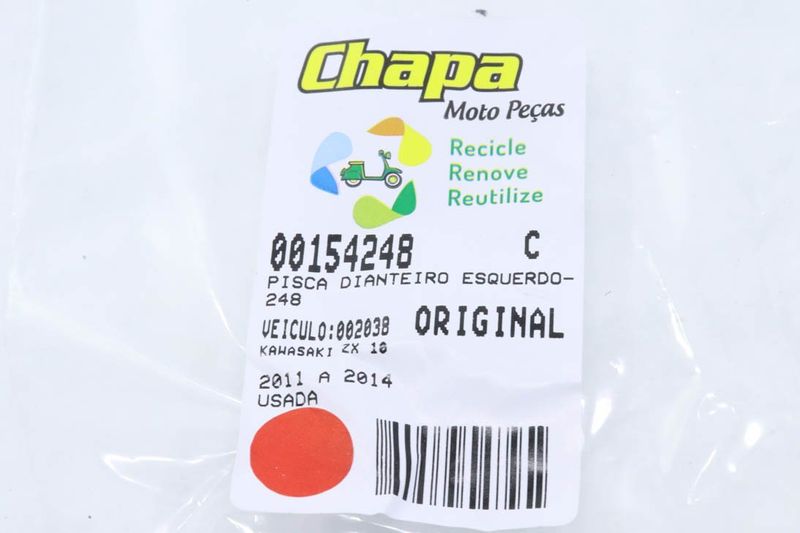 Chapa
Moto Peças
Recicle
Renove
Reutilize
00154248 C
PISCA DIANTEIRO ESQUERDO-
248
VEICULO:002038 ORIGINAL
KAWASAKI ZX 10
2011 A 2014
USADA